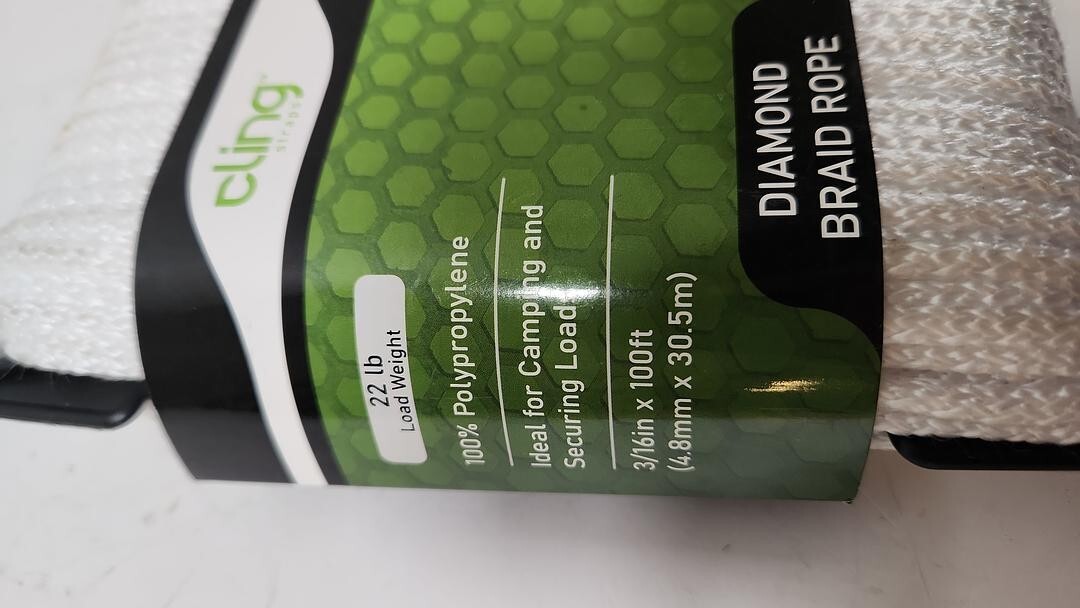 cling™
Straps
22 lb
Load Weight
100% Polypropylene
Ideal for Camping and
Securing Loads
3/16in x 100ft
(4.8mm x 30.5m)
DIAMOND
BRAID ROPE